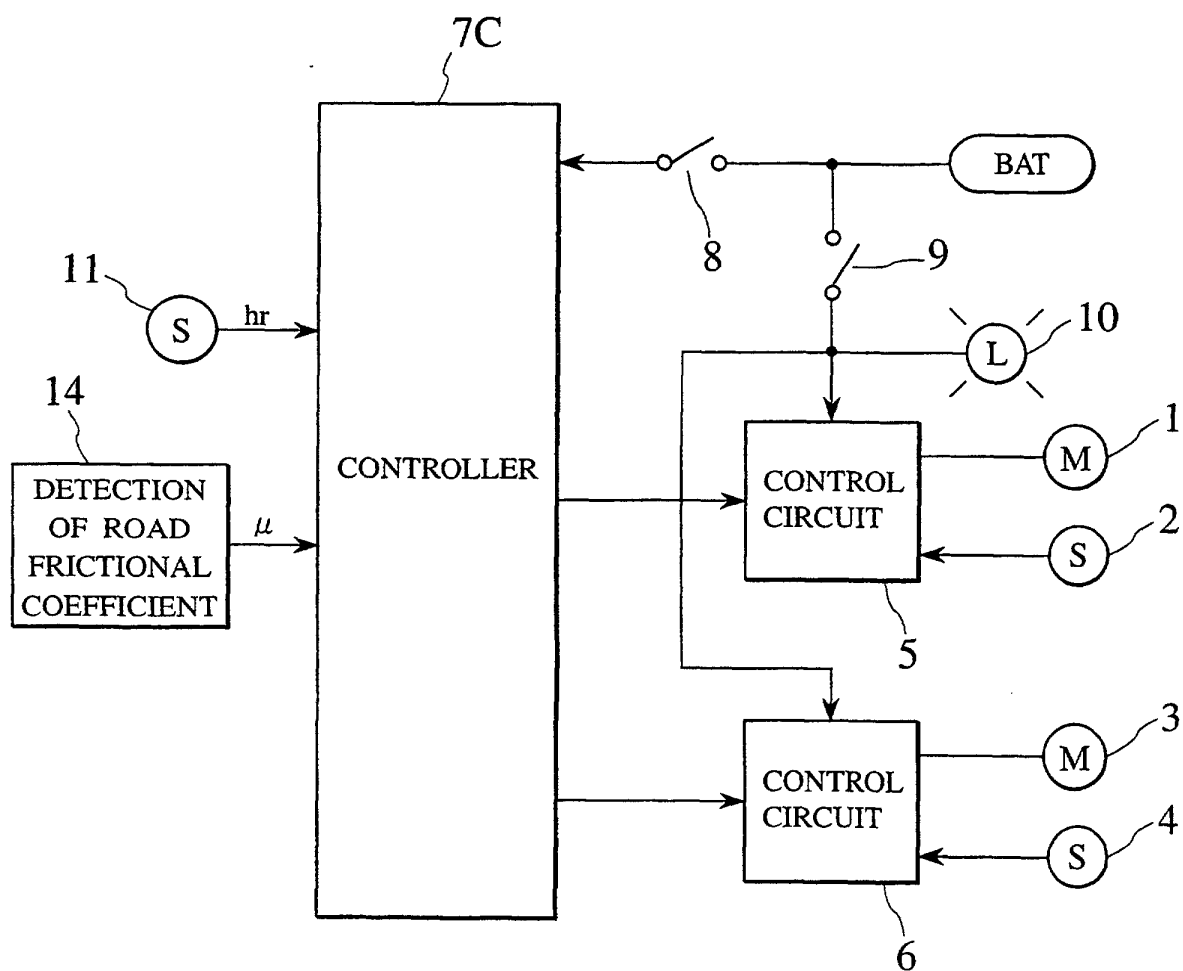 7C
BAT
8
9
11
S
hr
10
L
14
DETECTION
OF ROAD
FRICTIONAL
COEFFICIENT
μ
CONTROLLER
CONTROL
CIRCUIT
5
M
1
S
2
CONTROL
CIRCUIT
6
M
3
S
4